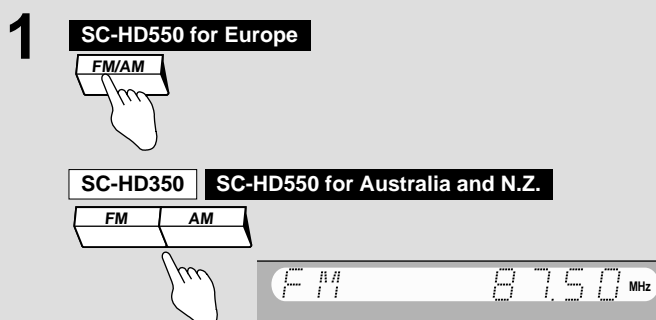 1 SC-HD550 for Europe
FM/AM
SC-HD350 SC-HD550 for Australia and N.Z.
FM AM
FM 87.50 MHz